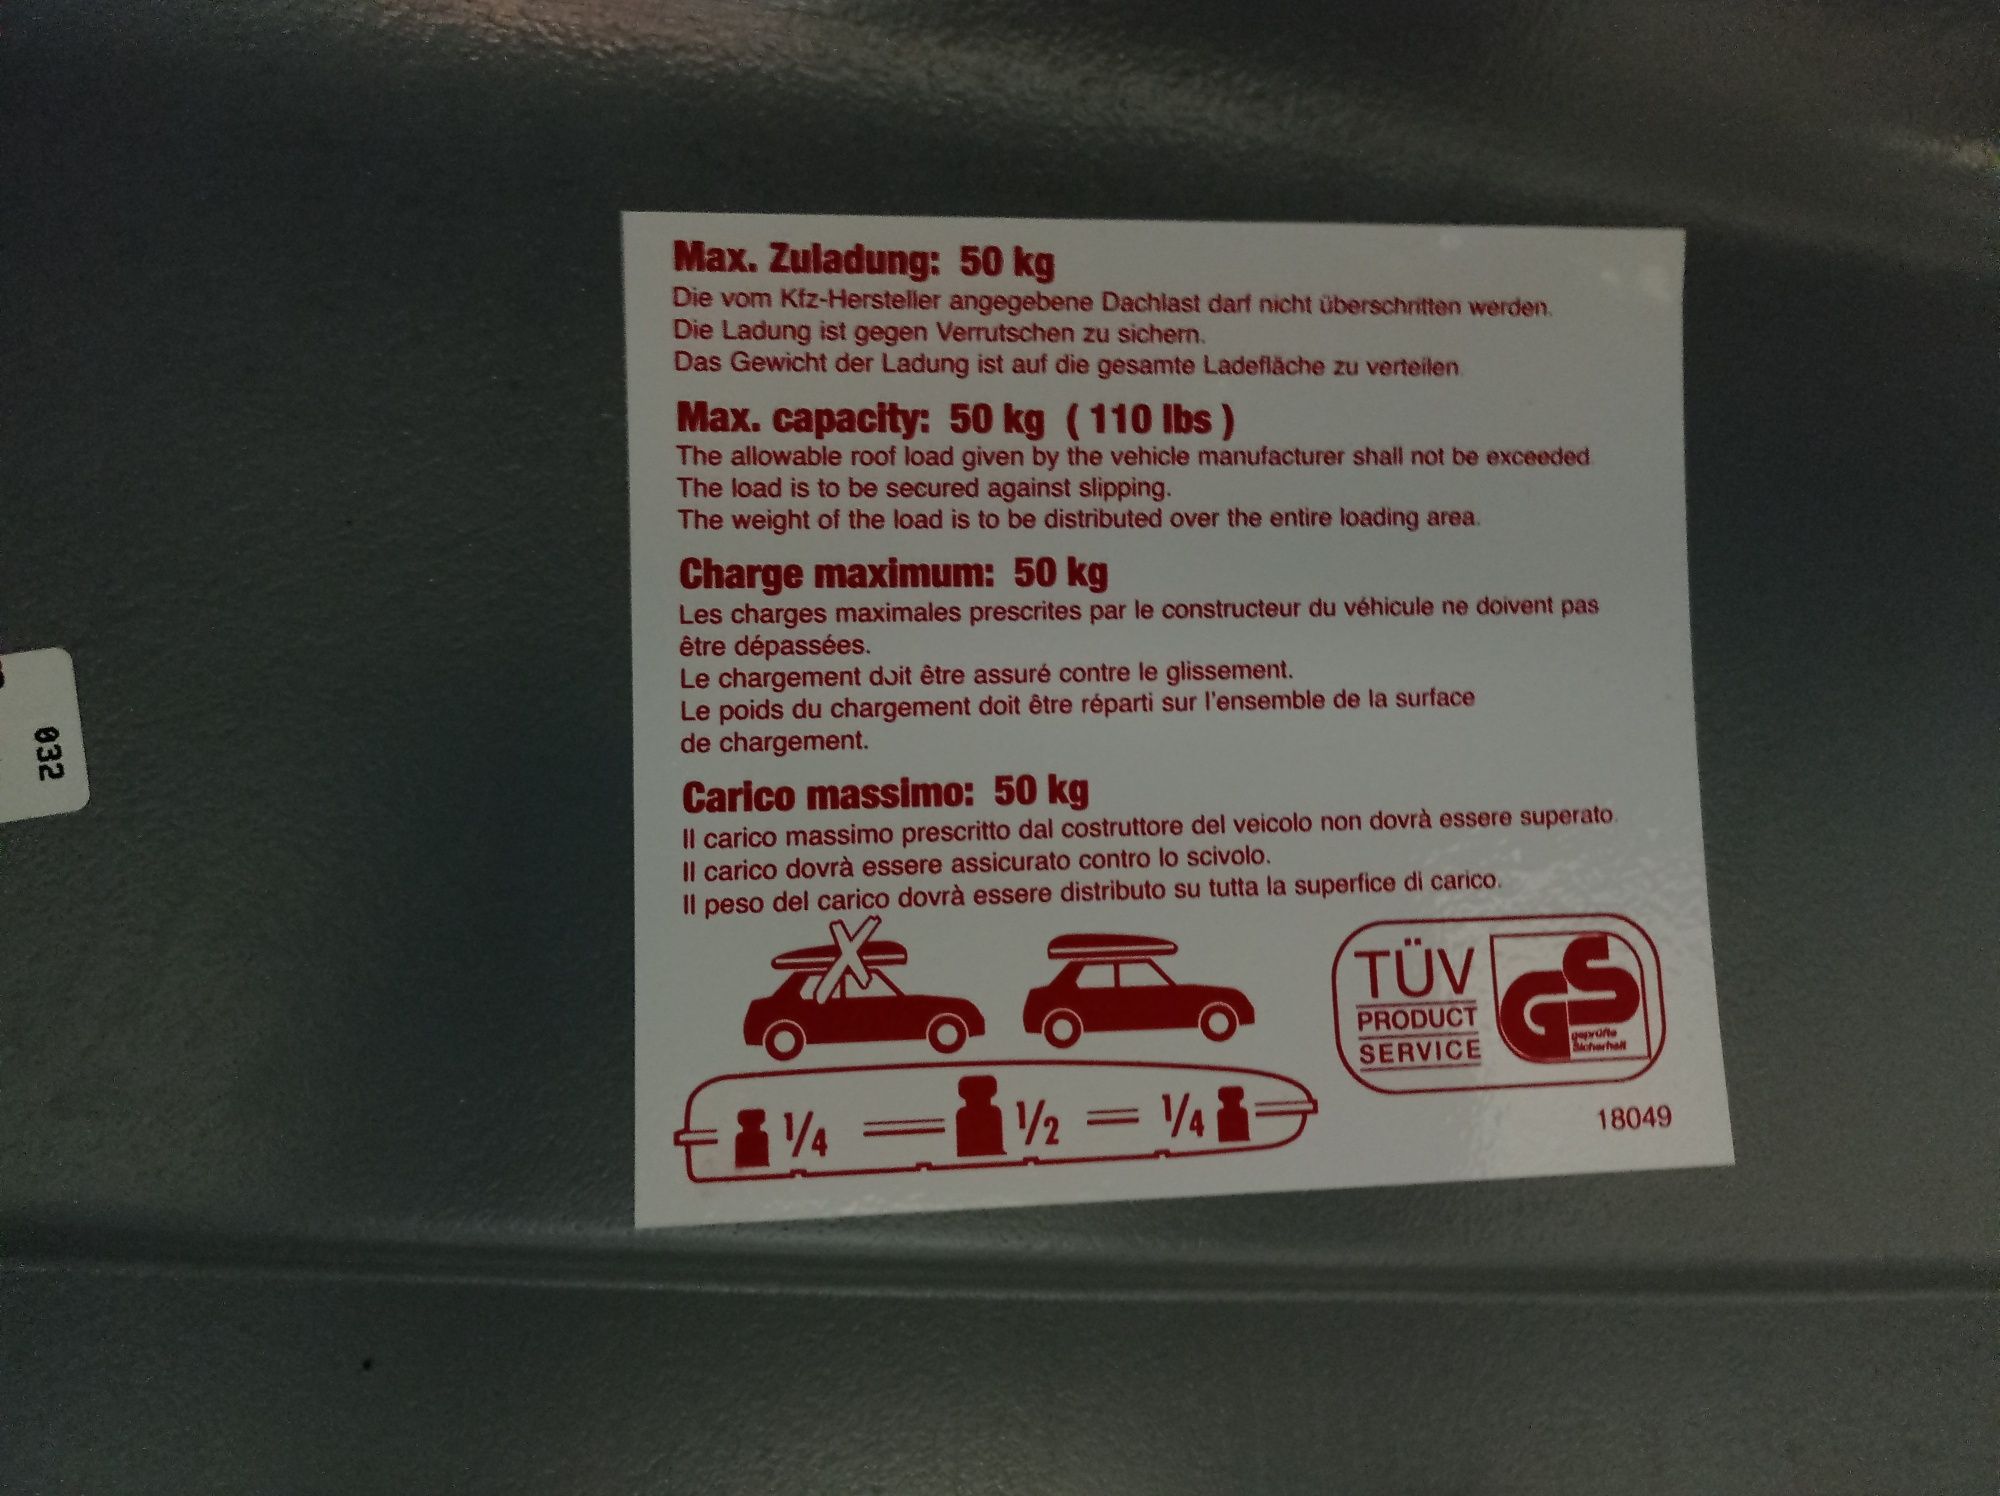 Max. Zuladung: 50 kg
Die vom Kfz-Hersteller angegebene Dachlast darf nicht überschritten werden.
Die Ladung ist gegen Verrutschen zu sichern.
Das Gewicht der Ladung ist auf die gesamte Ladefläche zu verteilen.
Max. capacity: 50 kg ( 110 lbs )
The allowable roof load given by the vehicle manufacturer shall not be exceeded.
The load is to be secured against slipping.
The weight of the load is to be distributed over the entire loading area.
Charge maximum: 50 kg
Les charges maximales prescrites par le constructeur du véhicule ne doivent pas
être dépassées.
Le chargement doit être assuré contre le glissement.
Le poids du chargement doit être réparti sur l'ensemble de la surface
de chargement.
Carico massimo: 50 kg
Il carico massimo prescritto dal costruttore del veicolo non dovrà essere superato.
Il carico dovrà essere assicurato contro lo scivolo.
Il peso del carico dovrà essere distributo su tutta la superfice di carico.
1/4 = 1/2 = 1/4
TÜV
PRODUCT
SERVICE
GS
geprüfte
Sicherheit
18049
032